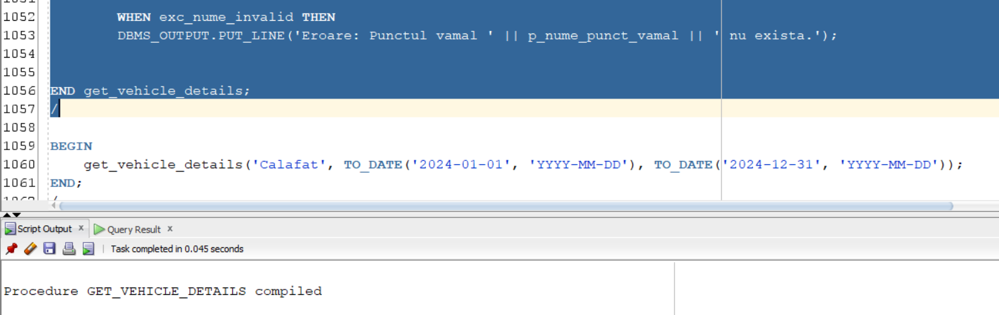 1051
1052 WHEN exc_nume_invalid THEN
1053 DBMS_OUTPUT.PUT_LINE('Eroare: Punctul vamal ' || p_nume_punct_vamal || ' nu exista.');
1054
1055
1056 END get_vehicle_details;
1057 /
1058
1059 BEGIN
1060 get_vehicle_details('Calafat', TO_DATE('2024-01-01', 'YYYY-MM-DD'), TO_DATE('2024-12-31', 'YYYY-MM-DD'));
1061 END;
1062 /
Script Output x Query Result x
Task completed in 0.045 seconds
Procedure GET_VEHICLE_DETAILS compiled